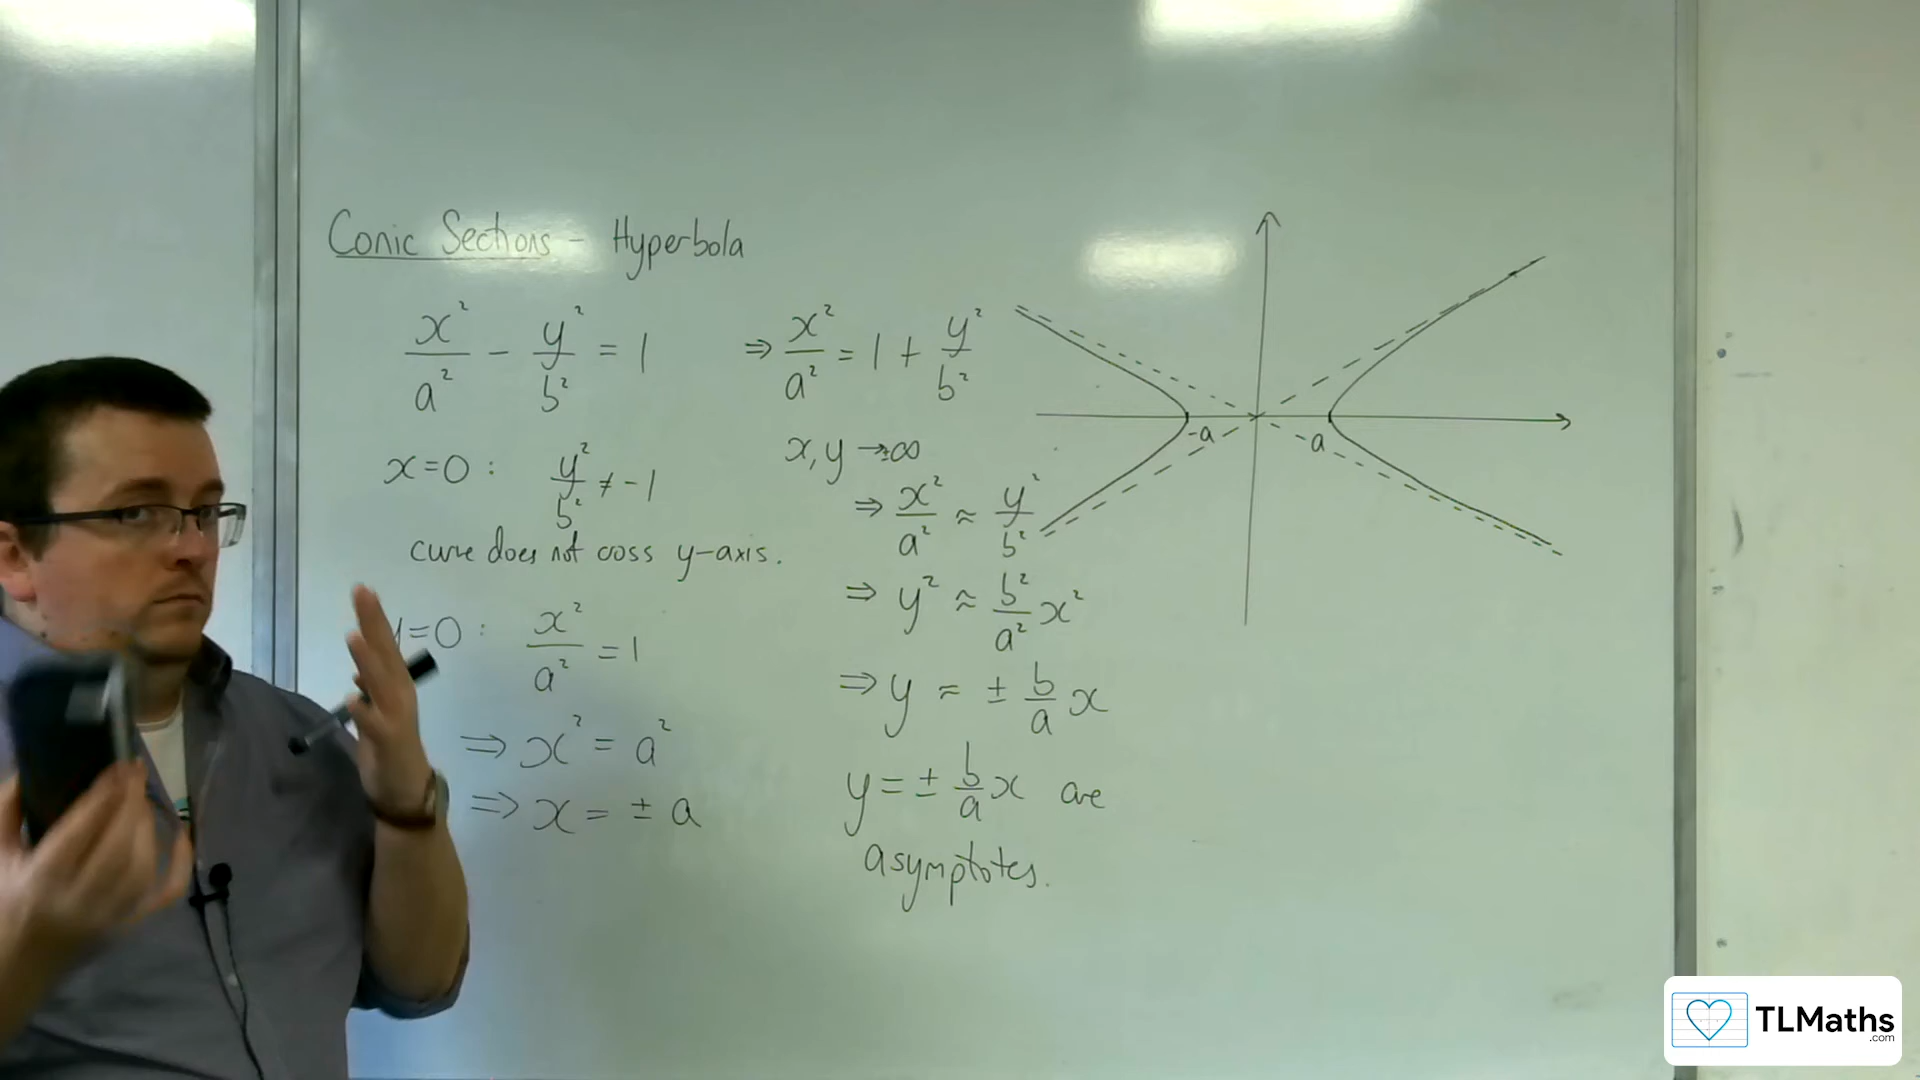 Conic Sections - Hyperbola
x²/a² - y²/b² = 1
x=0 : y²/b² ≠ -1
curve does not cross y-axis.
y=0 : x²/a² = 1
⇒ x² = a²
⇒ x = ± a
⇒ x²/a² = 1 + y²/b²
x, y → ±∞
⇒ x²/a² ≈ y²/b²
⇒ y² ≈ b²/a² x²
⇒ y ≈ ± b/a x
y = ± b/a x are
asymptotes.
-a
a
TLMaths
.com